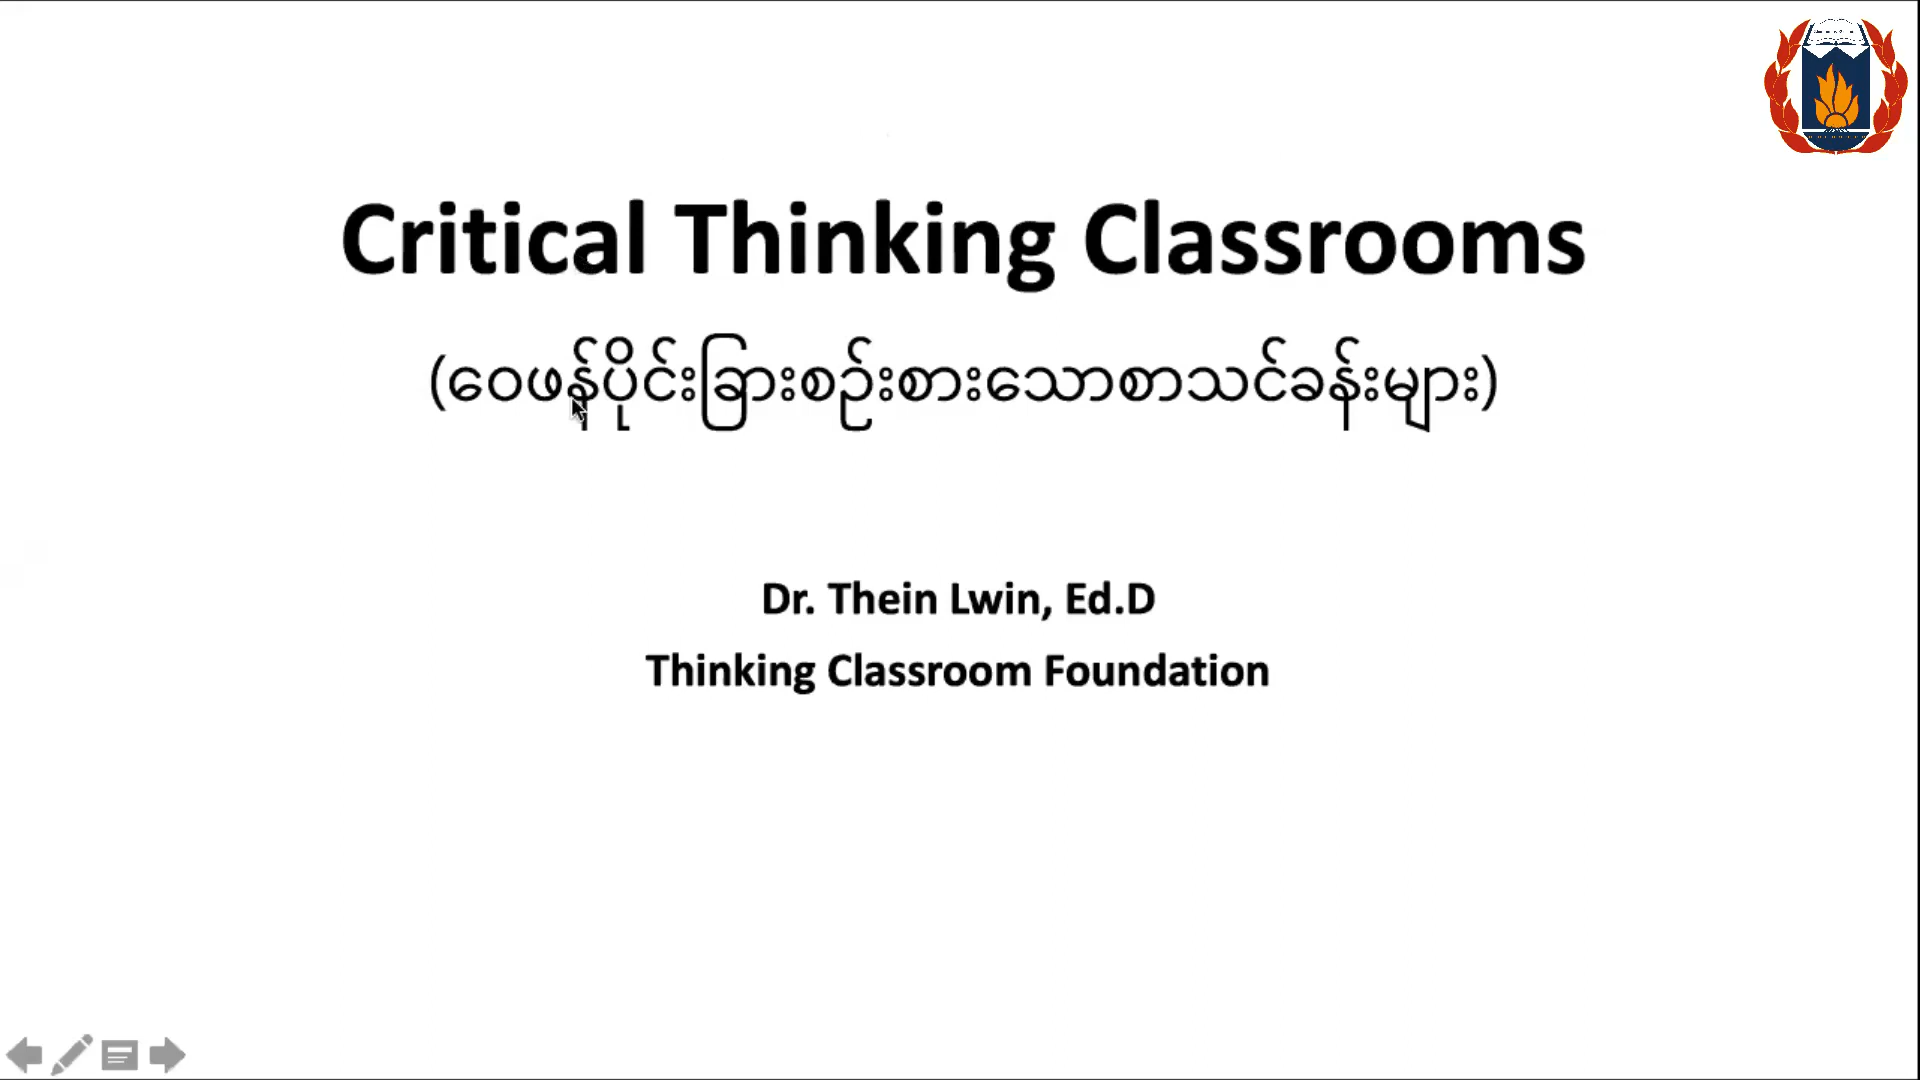 Critical Thinking Classrooms
(ဝေဖန်ပိုင်းခြားစဉ်းစားသောစာသင်ခန်းများ)
Dr. Thein Lwin, Ed.D
Thinking Classroom Foundation